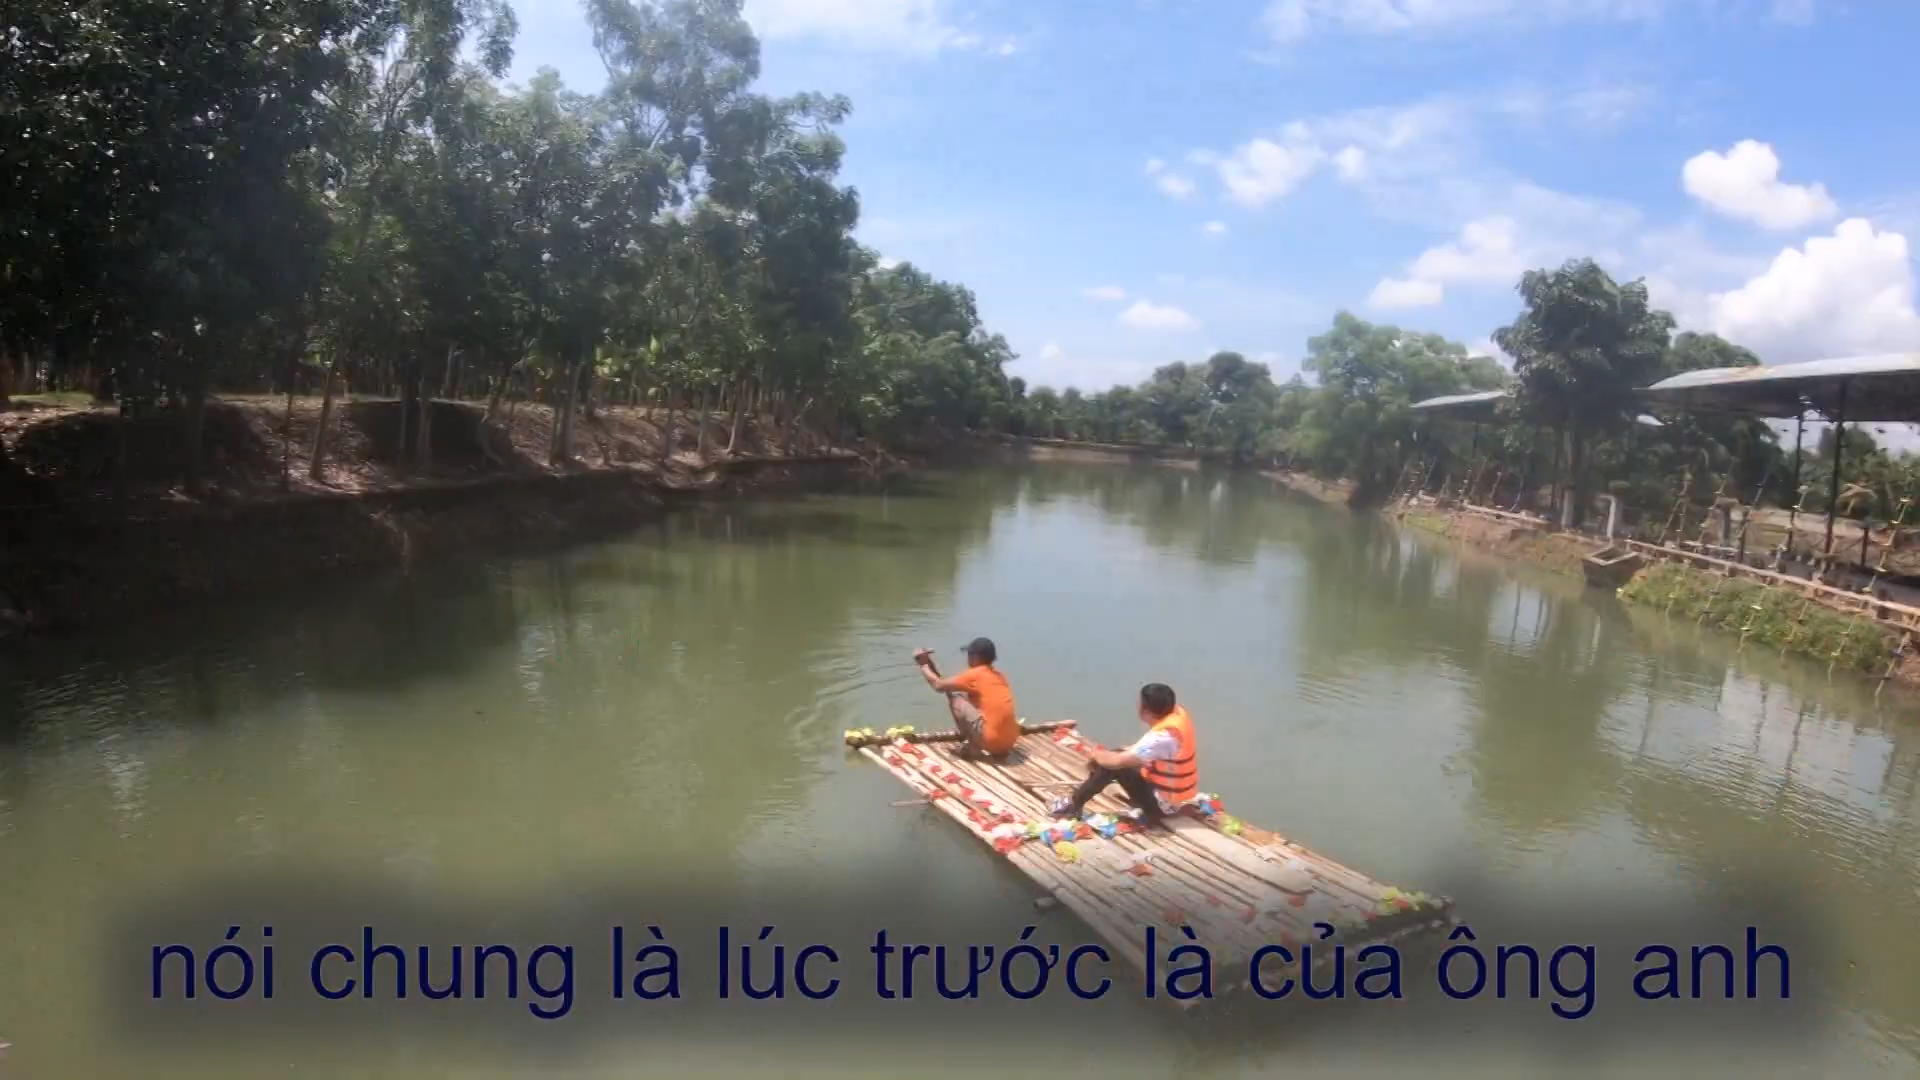 nói chung là lúc trước là của ông anh